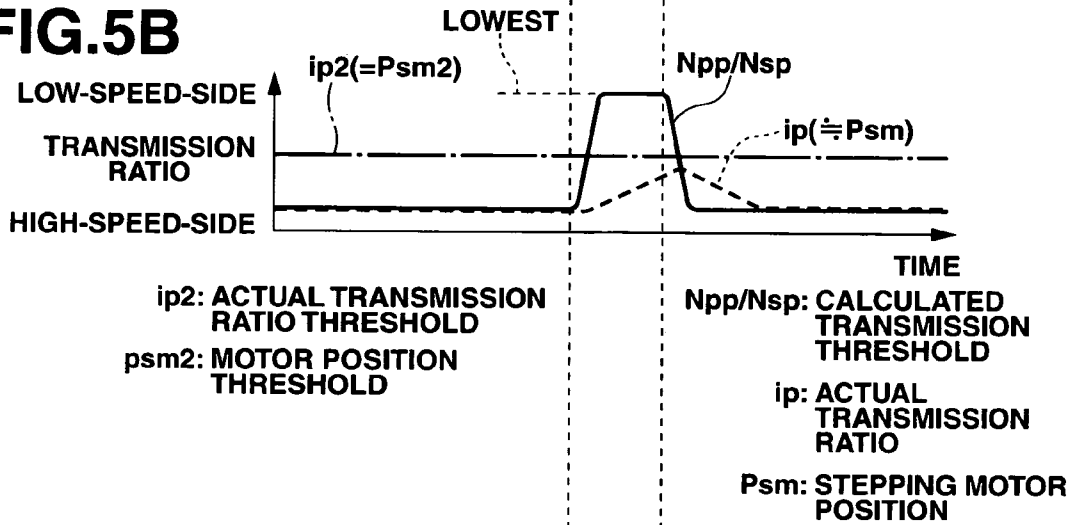 FIG.5B
LOWEST
ip2(=Psm2)
Npp/Nsp
LOW-SPEED-SIDE
ip(≒Psm)
TRANSMISSION
RATIO
HIGH-SPEED-SIDE
TIME
ip2: ACTUAL TRANSMISSION
RATIO THRESHOLD
psm2: MOTOR POSITION
THRESHOLD
Npp/Nsp: CALCULATED
TRANSMISSION
THRESHOLD
ip: ACTUAL
TRANSMISSION
RATIO
Psm: STEPPING MOTOR
POSITION